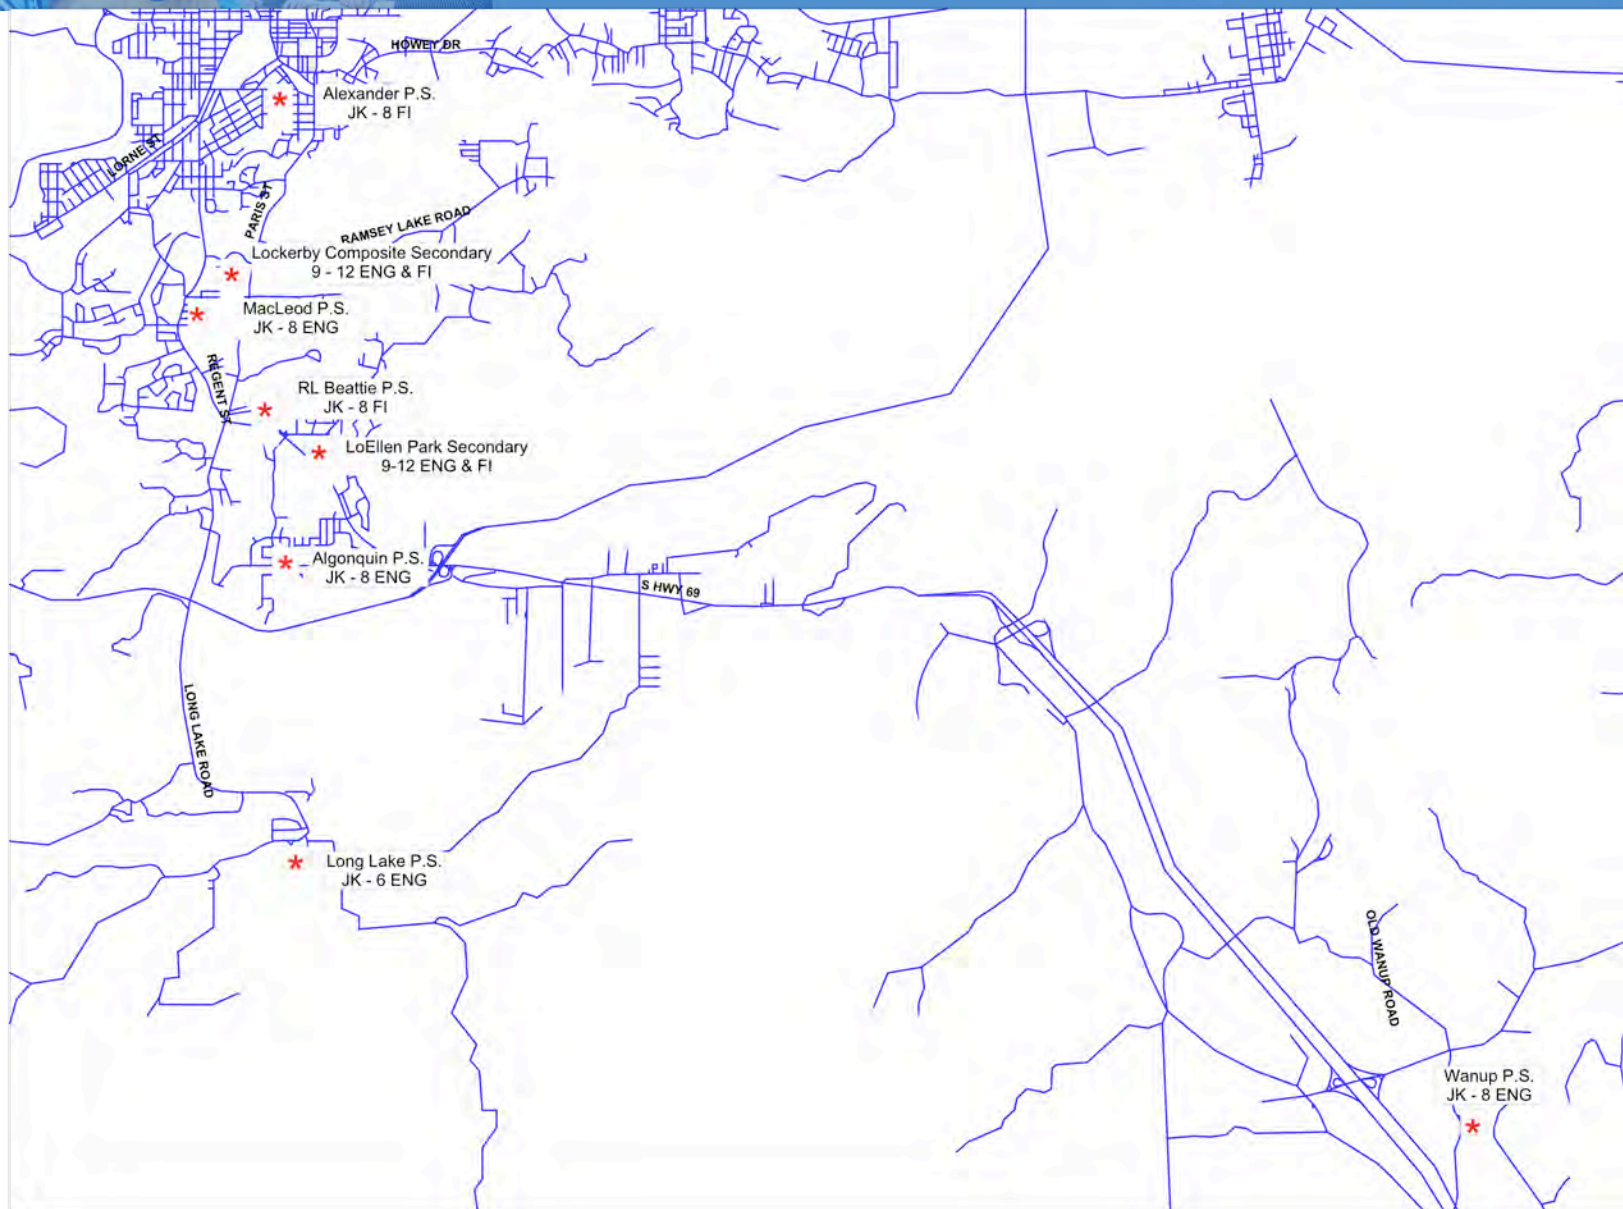 HOWEY DR
Alexander P.S.
JK - 8 FI
LORNE ST
PARIS ST
RAMSEY LAKE ROAD
Lockerby Composite Secondary
9 - 12 ENG & FI
MacLeod P.S.
JK - 8 ENG
REGENT ST
RL Beattie P.S.
JK - 8 FI
LoEllen Park Secondary
9-12 ENG & FI
Algonquin P.S.
JK - 8 ENG
S HWY 69
LONG LAKE ROAD
Long Lake P.S.
JK - 6 ENG
OLD WANUP ROAD
Wanup P.S.
JK - 8 ENG